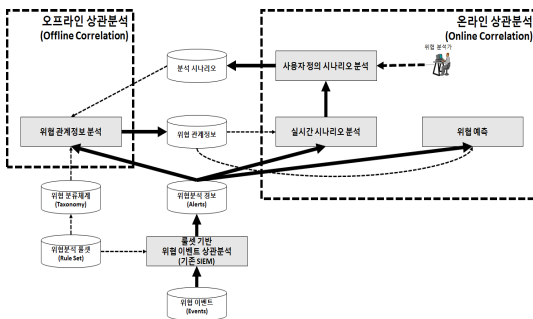 오프라인 상관분석
(Offline Correlation)
온라인 상관분석
(Online Correlation)
분석 시나리오
사용자 정의 시나리오 분석
위협 분석가
위협 관계정보 분석
위협 관계정보
실시간 시나리오 분석
위협 예측
위협 분류체계
(Taxonomy)
위협분석 정보
(Alerts)
위협분석 룰셋
(Rule Set)
룰셋 기반
위협 이벤트 상관분석
(기존 SIEM)
위협 이벤트
(Events)